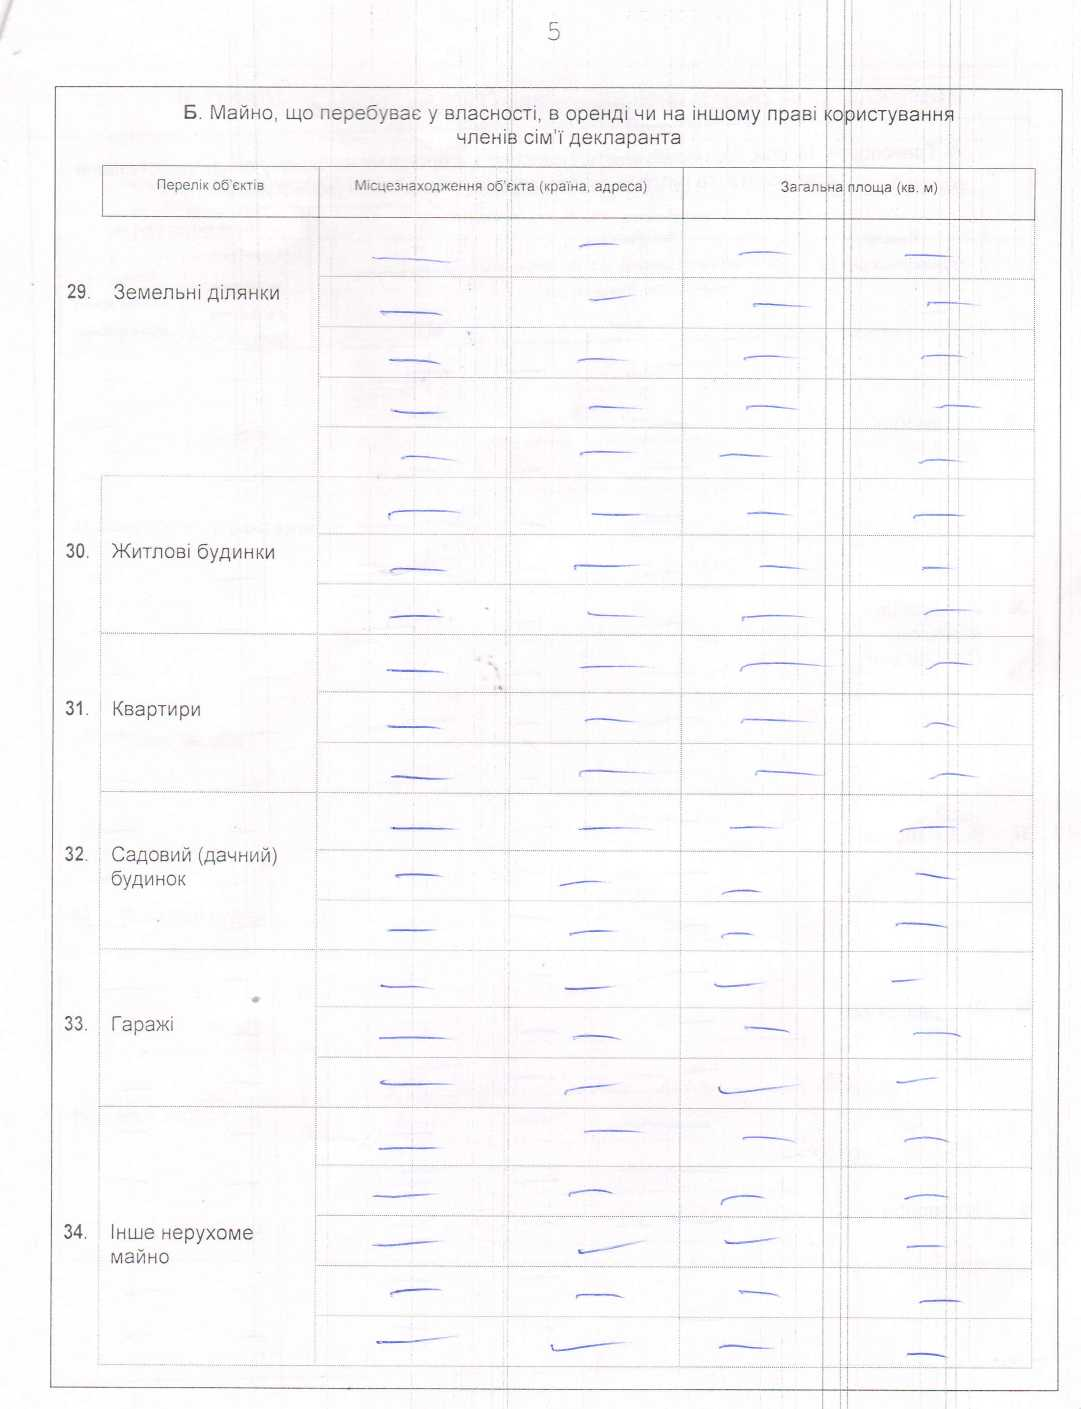 5
Б. Майно, що перебуває у власності, в оренді чи на іншому праві користування
членів сім'ї декларанта
Перелік об'єктів Місцезнаходження об'єкта (країна, адреса) Загальна площа (кв. м)
— — — —
29. Земельні ділянки
— — — —
— — — —
— — — —
— — — —
— — — —
30. Житлові будинки
— — — —
— — — —
— — — —
31. Квартири
— — — —
— — — —
— — — —
32. Садовий (дачний)
будинок
— — — —
— — — —
— — — —
33. Гаражі
— — — —
— — — —
— — — —
— — — —
34. Інше нерухоме
майно
— — — —
— — — —
— — — —